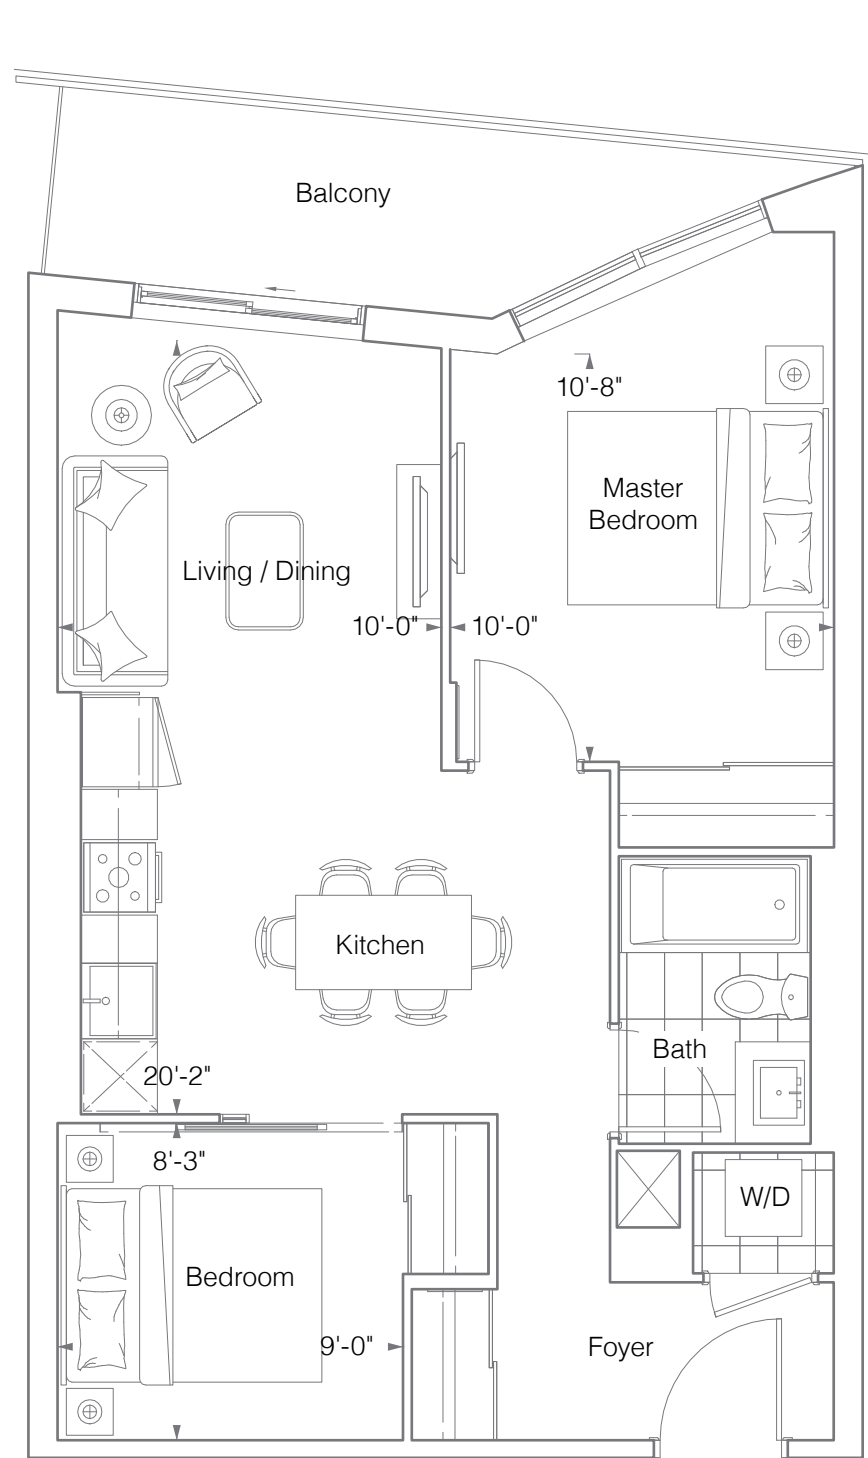 Balcony
10'-8"
Master
Bedroom
Living / Dining
10'-0"
10'-0"
Kitchen
Bath
20'-2"
8'-3"
W/D
Bedroom
9'-0"
Foyer